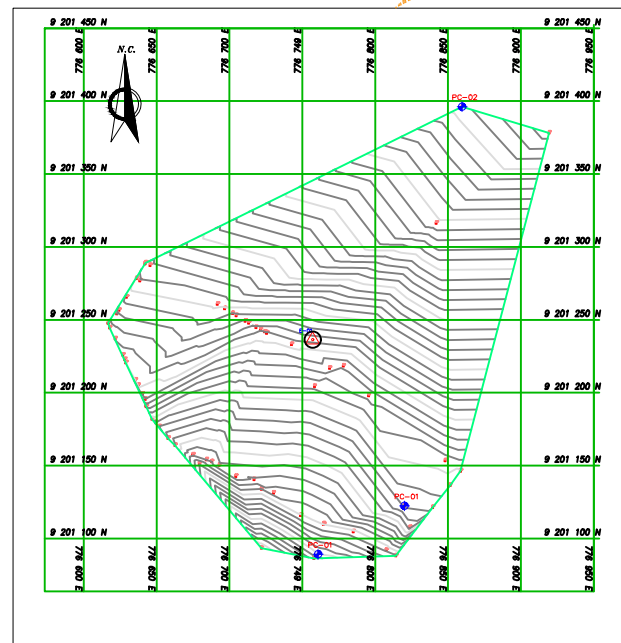 776 600 E
776 650 E
776 700 E
776 749 E
776 800 E
776 850 E
776 900 E
776 950 E
9 201 450 N
9 201 450 N
N.C.
9 201 400 N
PC-02
9 201 400 N
9 201 350 N
9 201 350 N
9 201 300 N
9 201 300 N
9 201 250 N
9 201 250 N
9 201 200 N
9 201 200 N
9 201 150 N
9 201 150 N
PC-01
9 201 100 N
PC-01
9 201 100 N
776 600 E
776 650 E
776 700 E
776 749 E
776 800 E
776 850 E
776 900 E
776 950 E